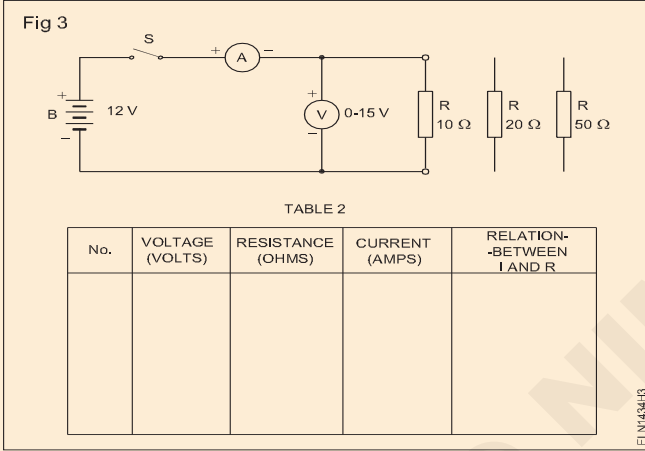 Fig 3
S
+ A –
+
B 12 V
–
+
V 0-15 V
–
R
10 Ω
R
20 Ω
R
50 Ω
TABLE 2
No.
VOLTAGE
(VOLTS)
RESISTANCE
(OHMS)
CURRENT
(AMPS)
RELATION-
-BETWEEN
I AND R
ELN1434H3